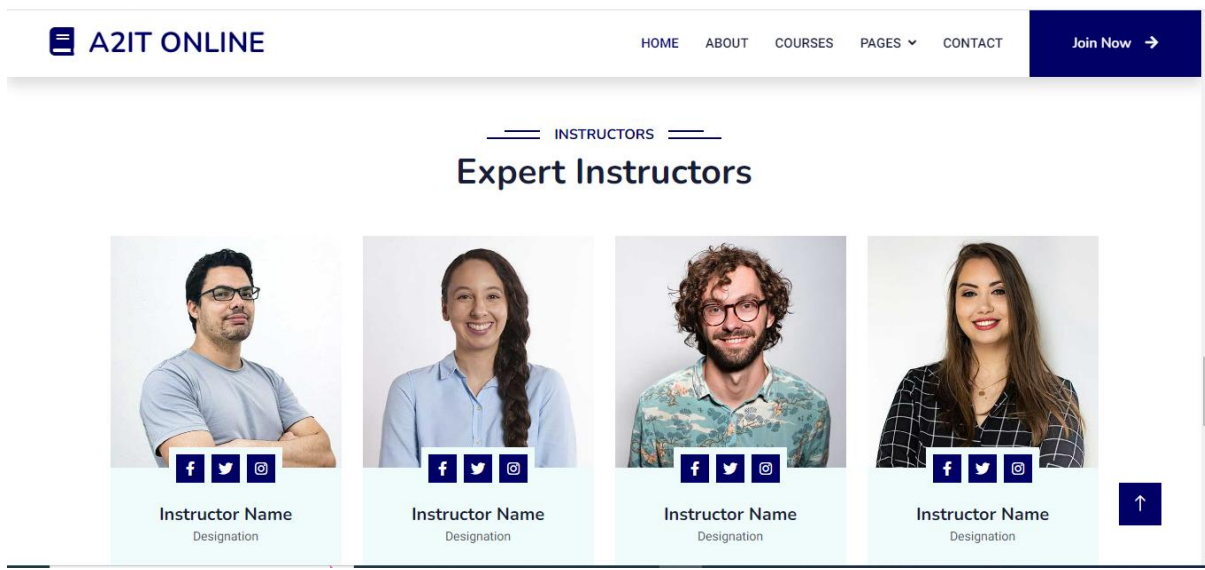 A2IT ONLINE
HOME ABOUT COURSES PAGES CONTACT Join Now
INSTRUCTORS
Expert Instructors
Instructor Name Instructor Name Instructor Name Instructor Name
Designation Designation Designation Designation